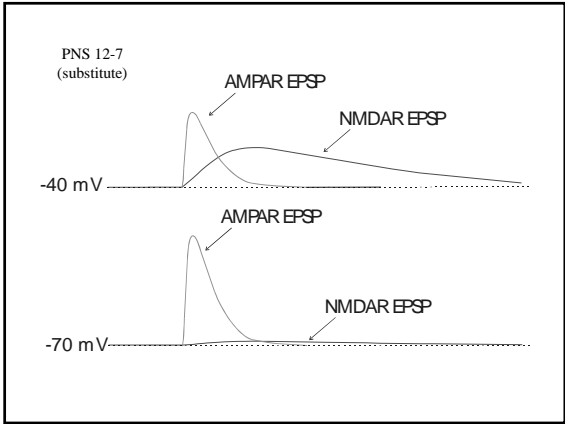 PNS 12-7
(substitute)
AMPAR EPSP
NMDAR EPSP
-40 mV
AMPAR EPSP
NMDAR EPSP
-70 mV